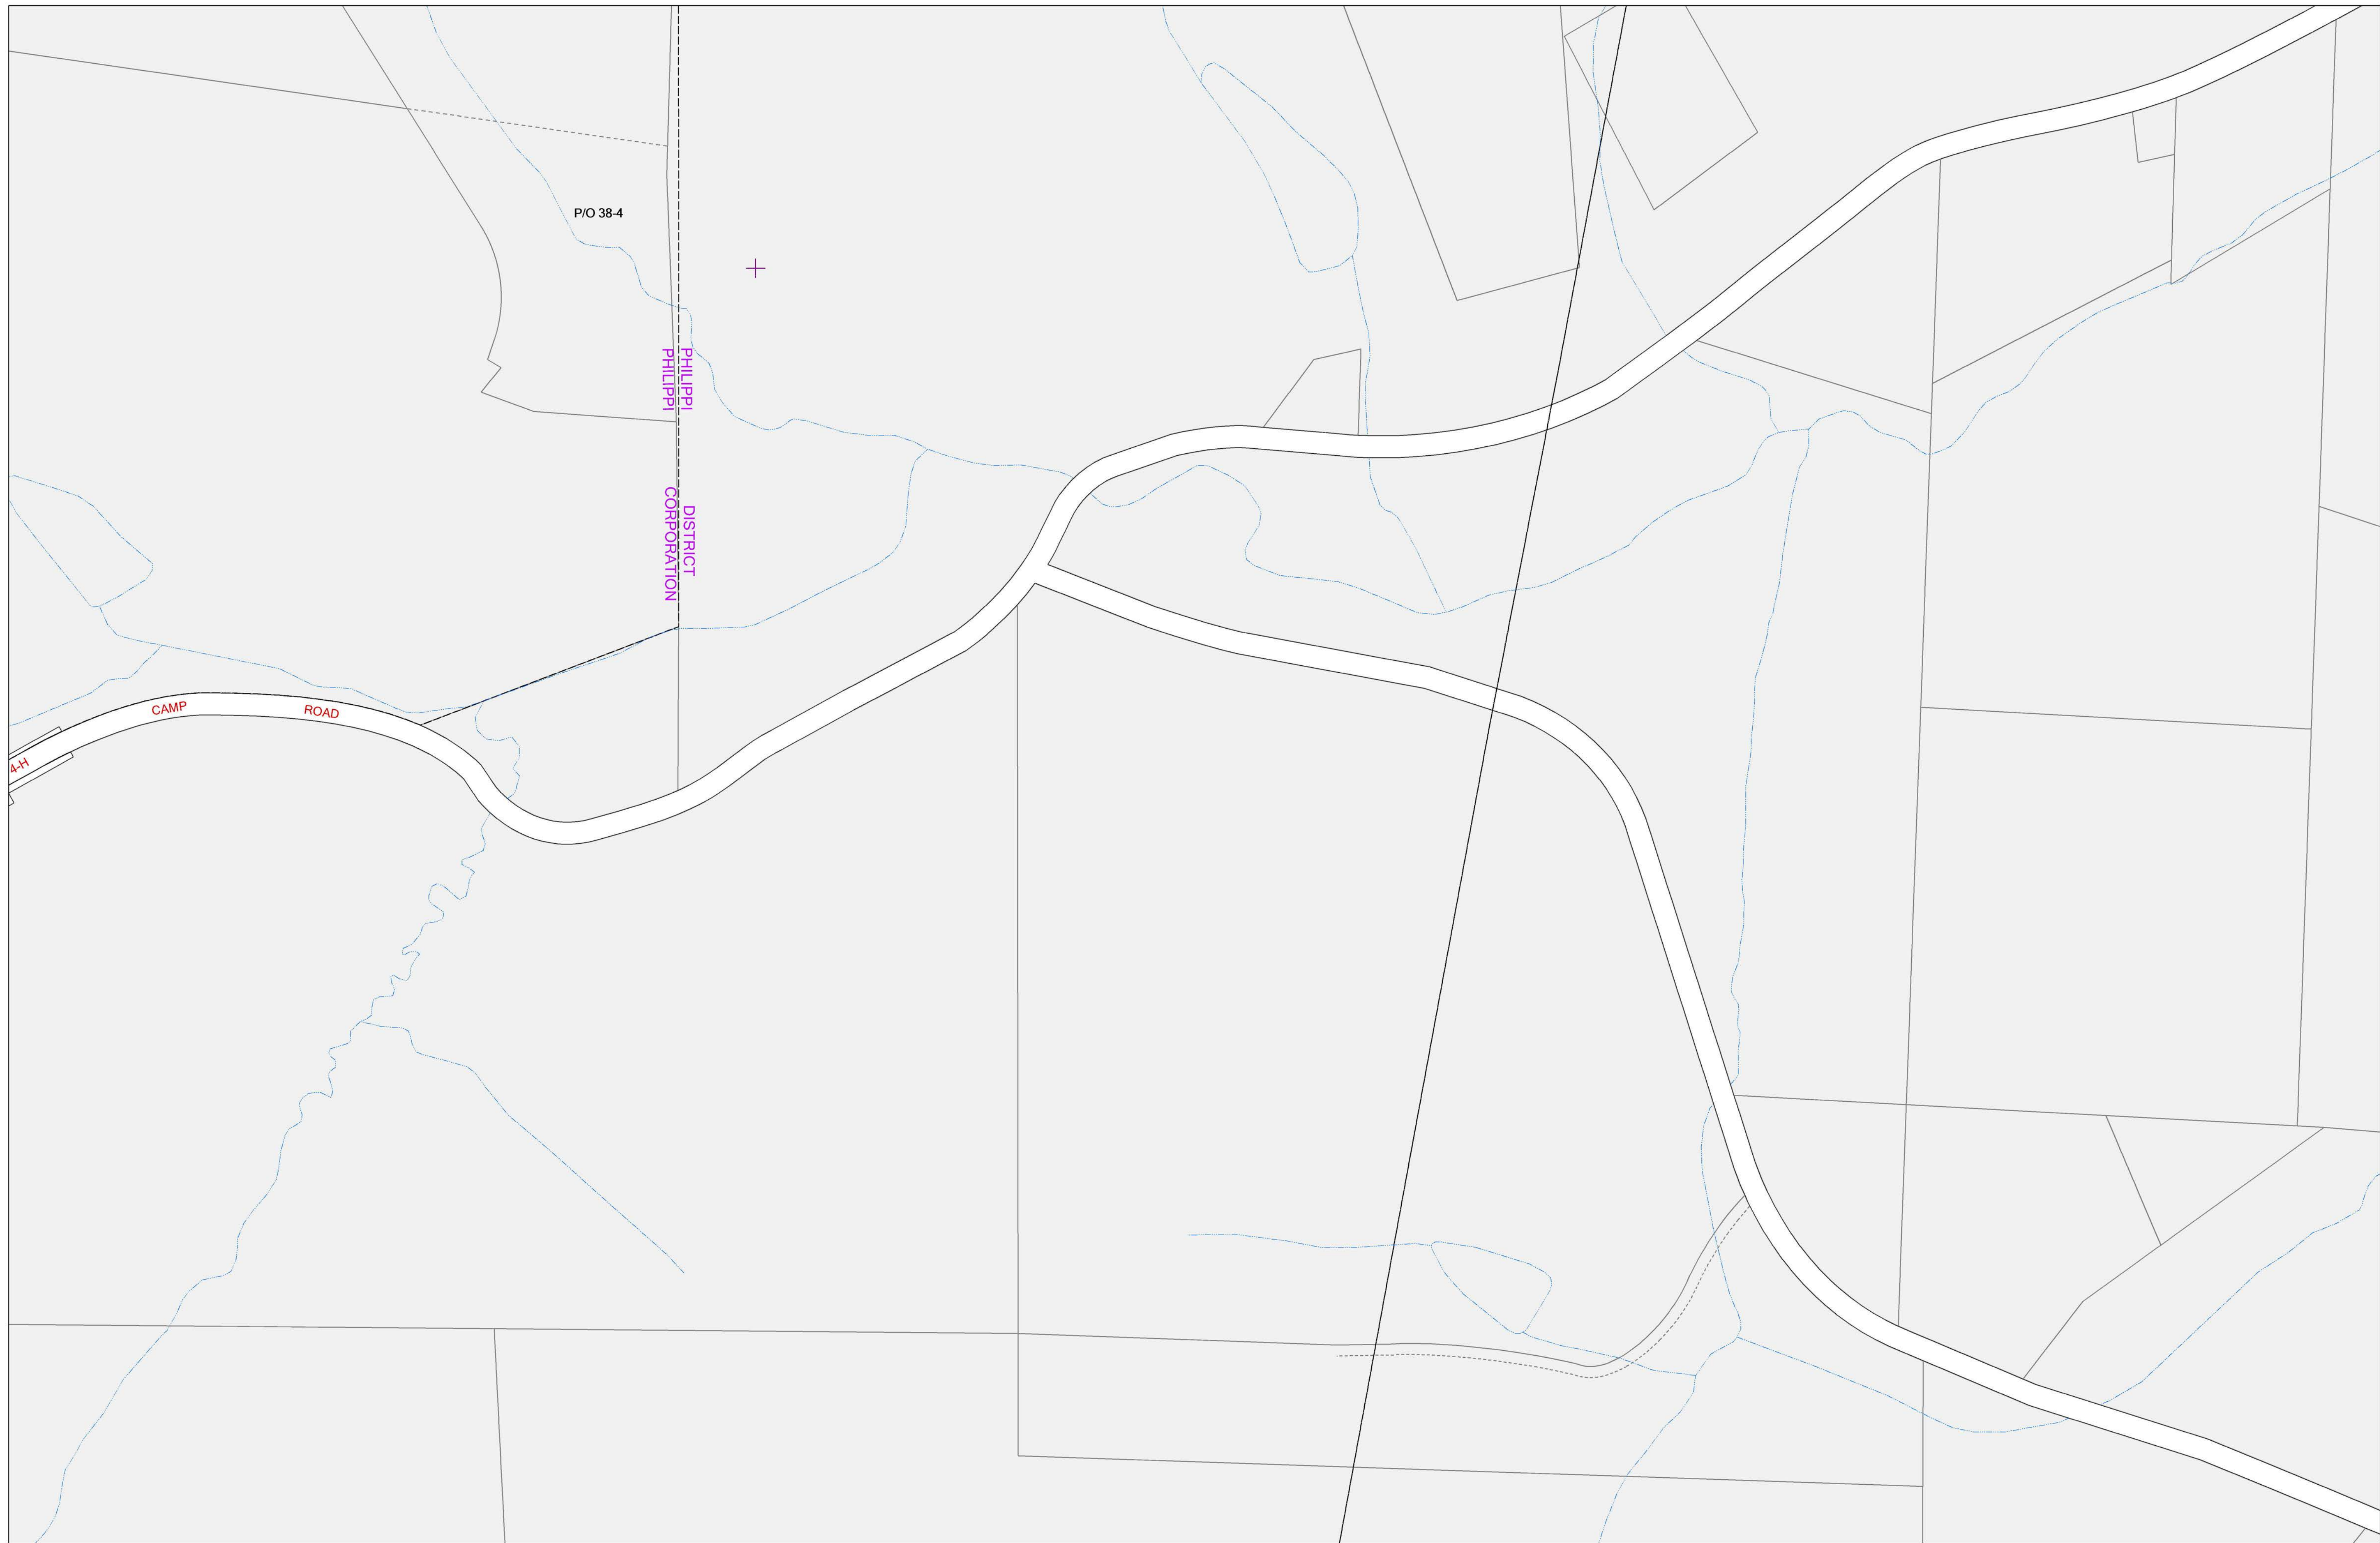 P/O 38-4
PHILIPPI DISTRICT
PHILIPPI CORPORATION
4-H CAMP ROAD